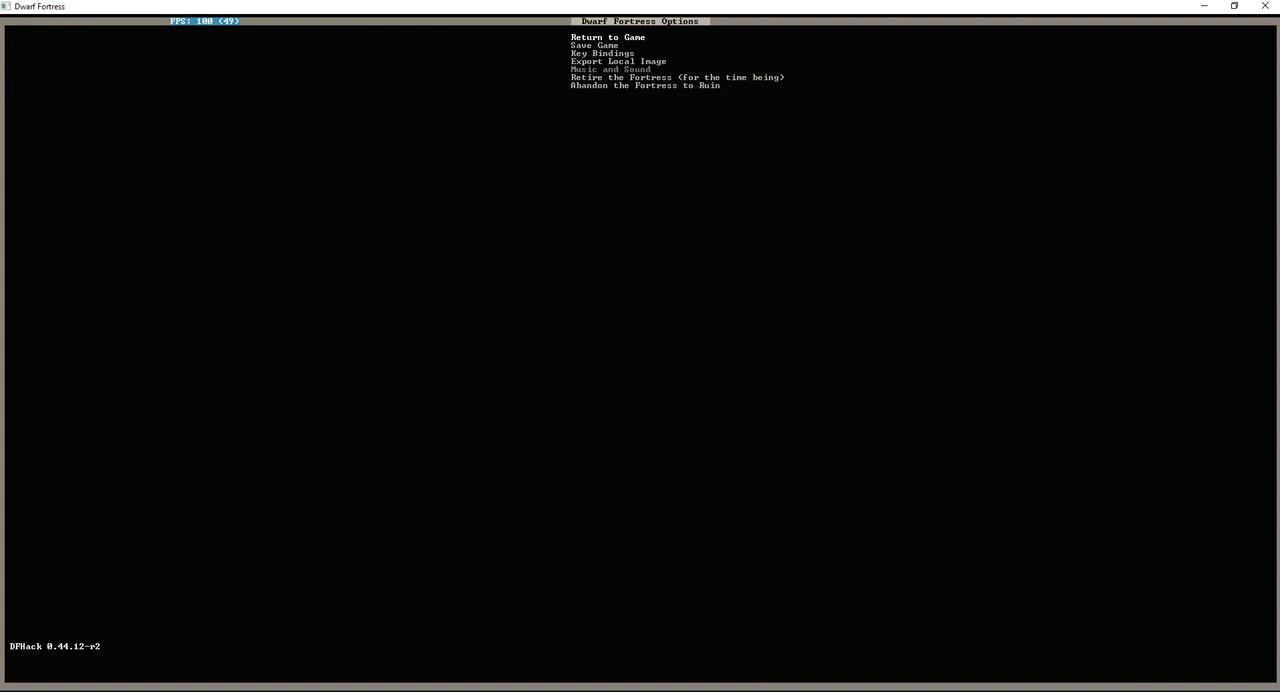 Dwarf Fortress
FPS: 100 (49)
Dwarf Fortress Options
Return to Game
Save Game
Key Bindings
Export Local Image
Music and Sound
Retire the Fortress (for the time being)
Abandon the Fortress to Ruin
DFHack 0.44.12-r2